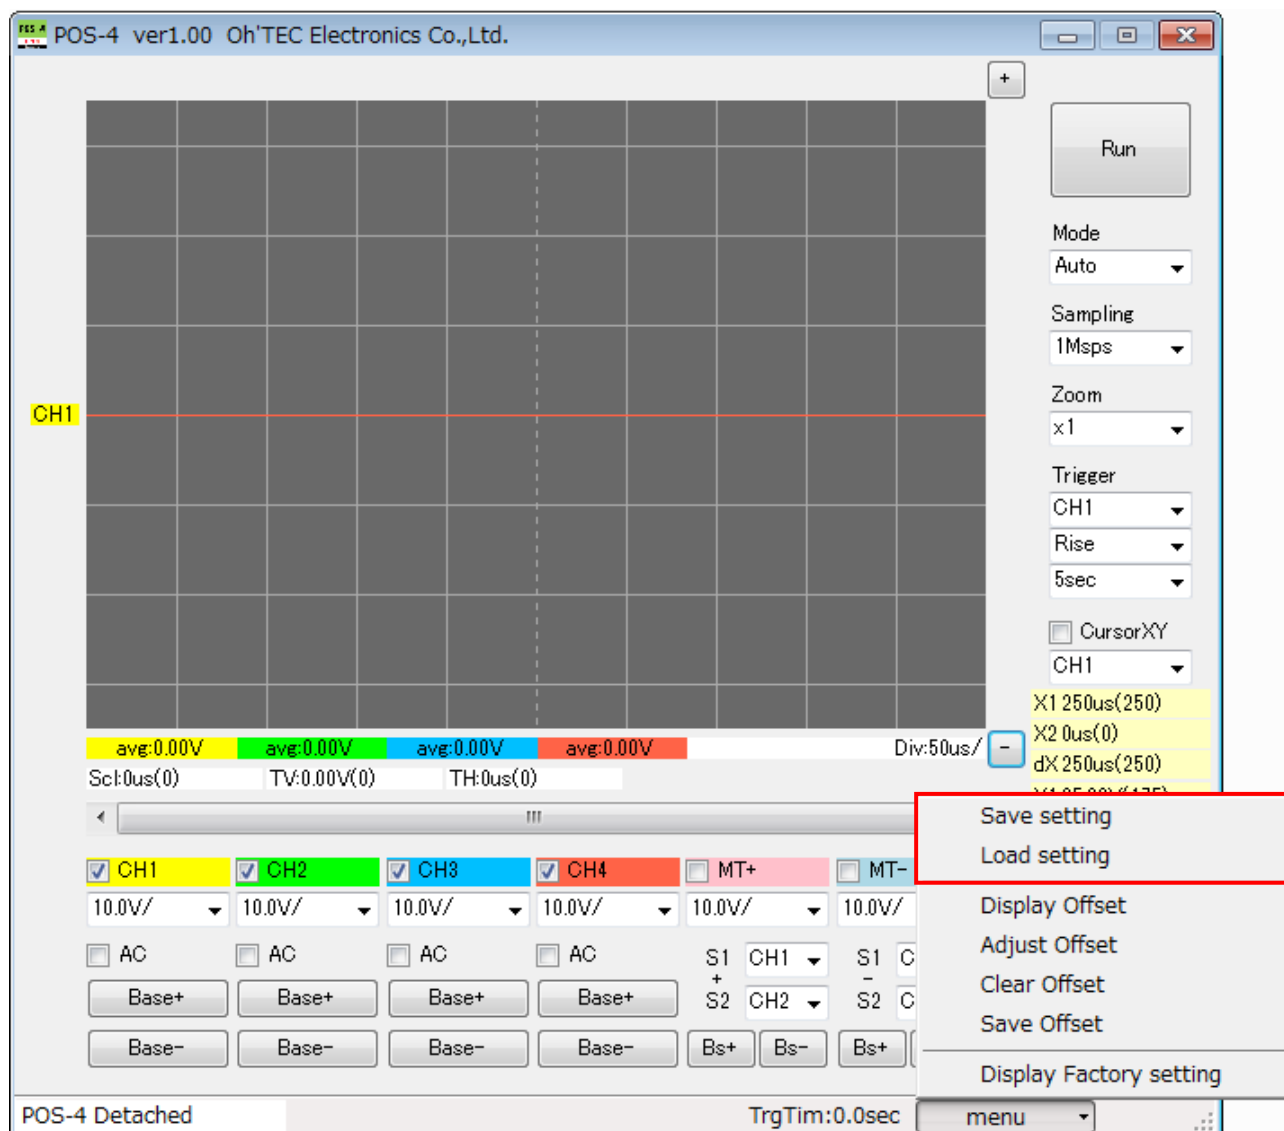 POS-4 ver1.00 Oh'TEC Electronics Co.,Ltd.
+
Run
Mode
Auto
Sampling
1Msps
Zoom
x1
Trigger
CH1
Rise
5sec
CursorXY
CH1
CH1
X1 250us(250)
X2 0us(0)
dX 250us(250)
avg:0.00V avg:0.00V avg:0.00V avg:0.00V Div:50us/ -
Scl:0us(0) TV:0.00V(0) TH:0us(0)
CH1 CH2 CH3 CH4 MT+ MT-
10.0V/ 10.0V/ 10.0V/ 10.0V/ 10.0V/ 10.0V/
AC AC AC AC S1 CH1 S1
+ -
Base+ Base+ Base+ Base+ S2 CH2 S2
Base- Base- Base- Base- Bs+ Bs- Bs+
Save setting
Load setting
Display Offset
Adjust Offset
Clear Offset
Save Offset
Display Factory setting
POS-4 Detached TrgTim:0.0sec menu